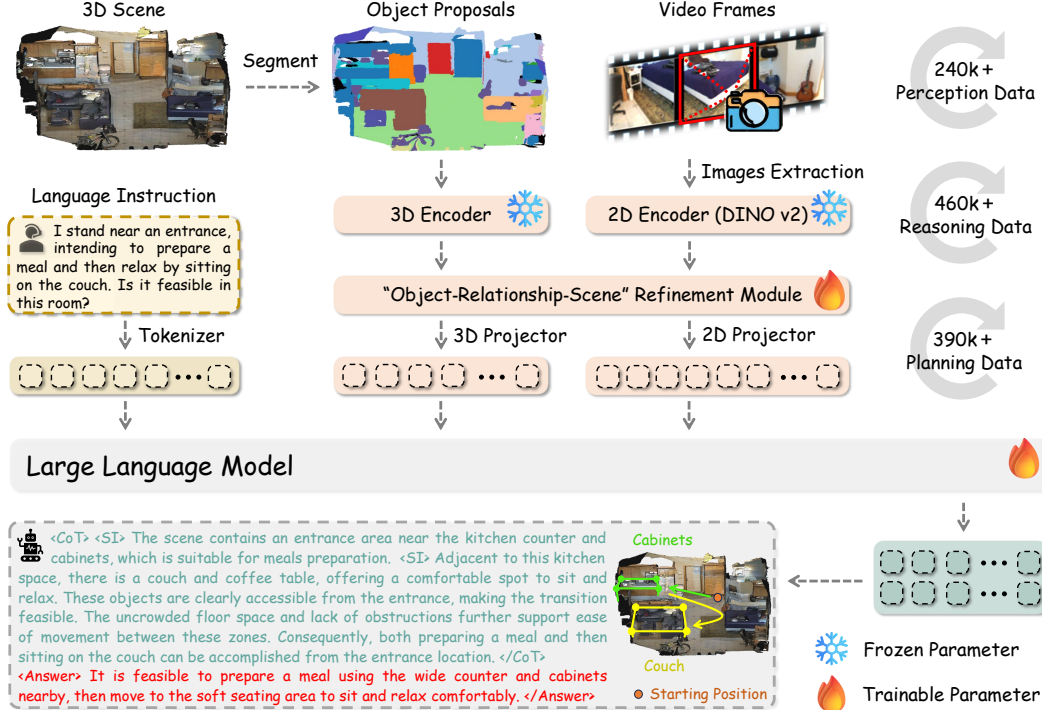 3D Scene
Object Proposals
Video Frames
Segment
240k+
Perception Data
Images Extraction
Language Instruction
3D Encoder
2D Encoder (DINO v2)
460k+
Reasoning Data
I stand near an entrance,
intending to prepare a
meal and then relax by sitting
on the couch. Is it feasible in
this room?
“Object-Relationship-Scene” Refinement Module
Tokenizer
3D Projector
2D Projector
390k+
Planning Data
Large Language Model
<CoT> <SI> The scene contains an entrance area near the kitchen counter and
cabinets, which is suitable for meals preparation. <SI> Adjacent to this kitchen
space, there is a couch and coffee table, offering a comfortable spot to sit and
relax. These objects are clearly accessible from the entrance, making the transition
feasible. The uncrowded floor space and lack of obstructions further support ease
of movement between these zones. Consequently, both preparing a meal and then
sitting on the couch can be accomplished from the entrance location. </CoT>
<Answer> It is feasible to prepare a meal using the wide counter and cabinets
nearby, then move to the soft seating area to sit and relax comfortably. </Answer>
Cabinets
Couch
Starting Position
Frozen Parameter
Trainable Parameter